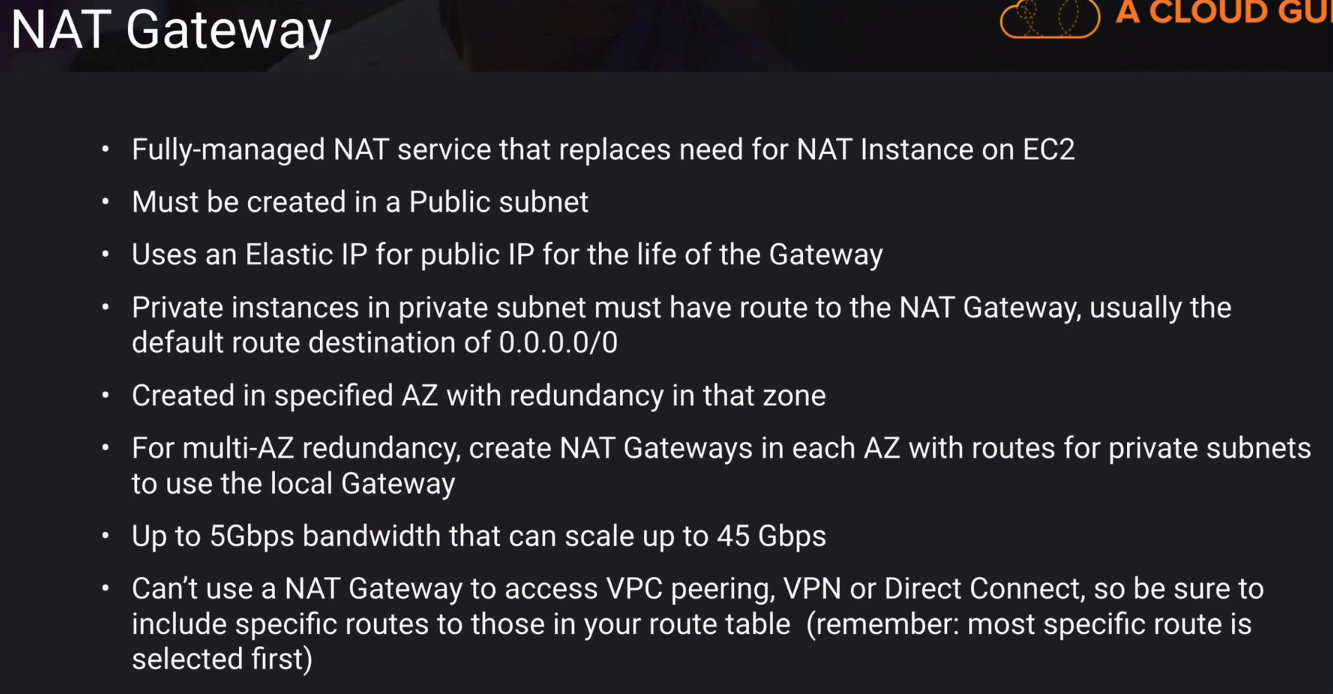 NAT Gateway
A CLOUD
• Fully-managed NAT service that replaces need for NAT Instance on EC2
• Must be created in a Public subnet
• Uses an Elastic IP for public IP for the life of the Gateway
• Private instances in private subnet must have route to the NAT Gateway, usually the
default route destination of 0.0.0.0/0
• Created in specified AZ with redundancy in that zone
• For multi-AZ redundancy, create NAT Gateways in each AZ with routes for private subnets
to use the local Gateway
• Up to 5Gbps bandwidth that can scale up to 45 Gbps
• Can’t use a NAT Gateway to access VPC peering, VPN or Direct Connect, so be sure to
include specific routes to those in your route table (remember: most specific route is
selected first)